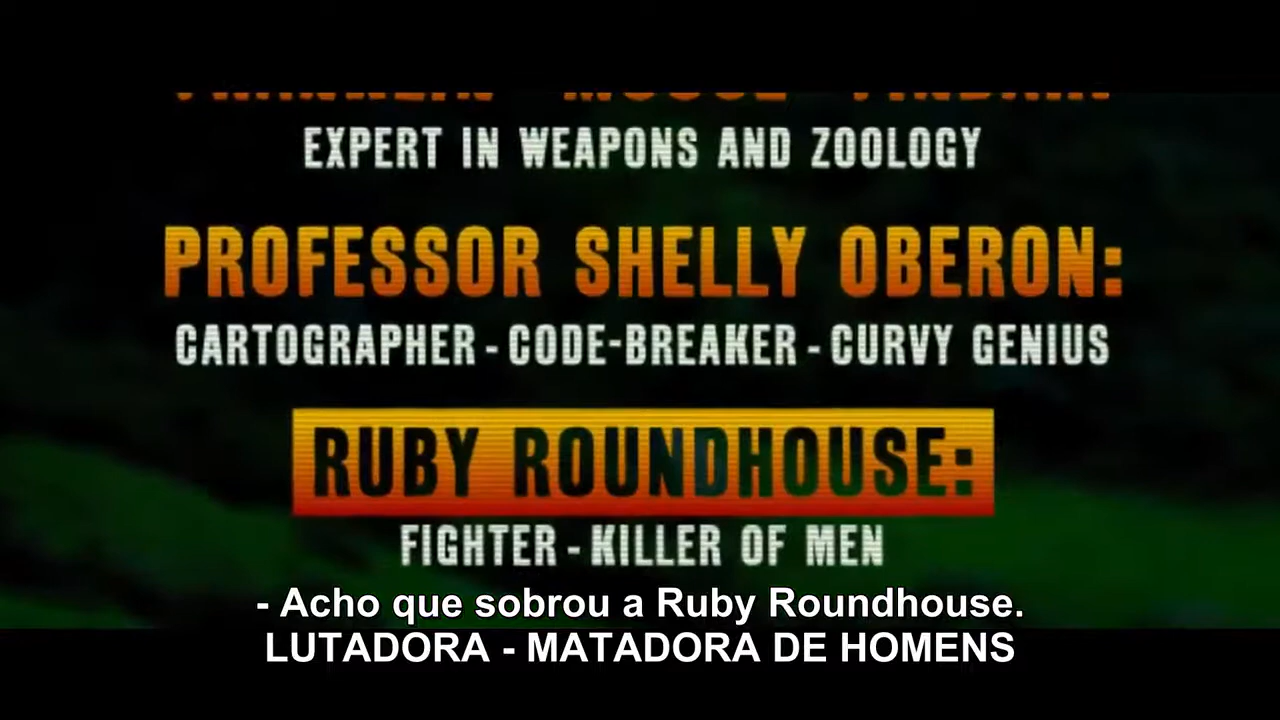 EXPERT IN WEAPONS AND ZOOLOGY
PROFESSOR SHELLY OBERON:
CARTOGRAPHER - CODE-BREAKER - CURVY GENIUS
RUBY ROUNDHOUSE:
FIGHTER - KILLER OF MEN
- Acho que sobrou a Ruby Roundhouse.
LUTADORA - MATADORA DE HOMENS